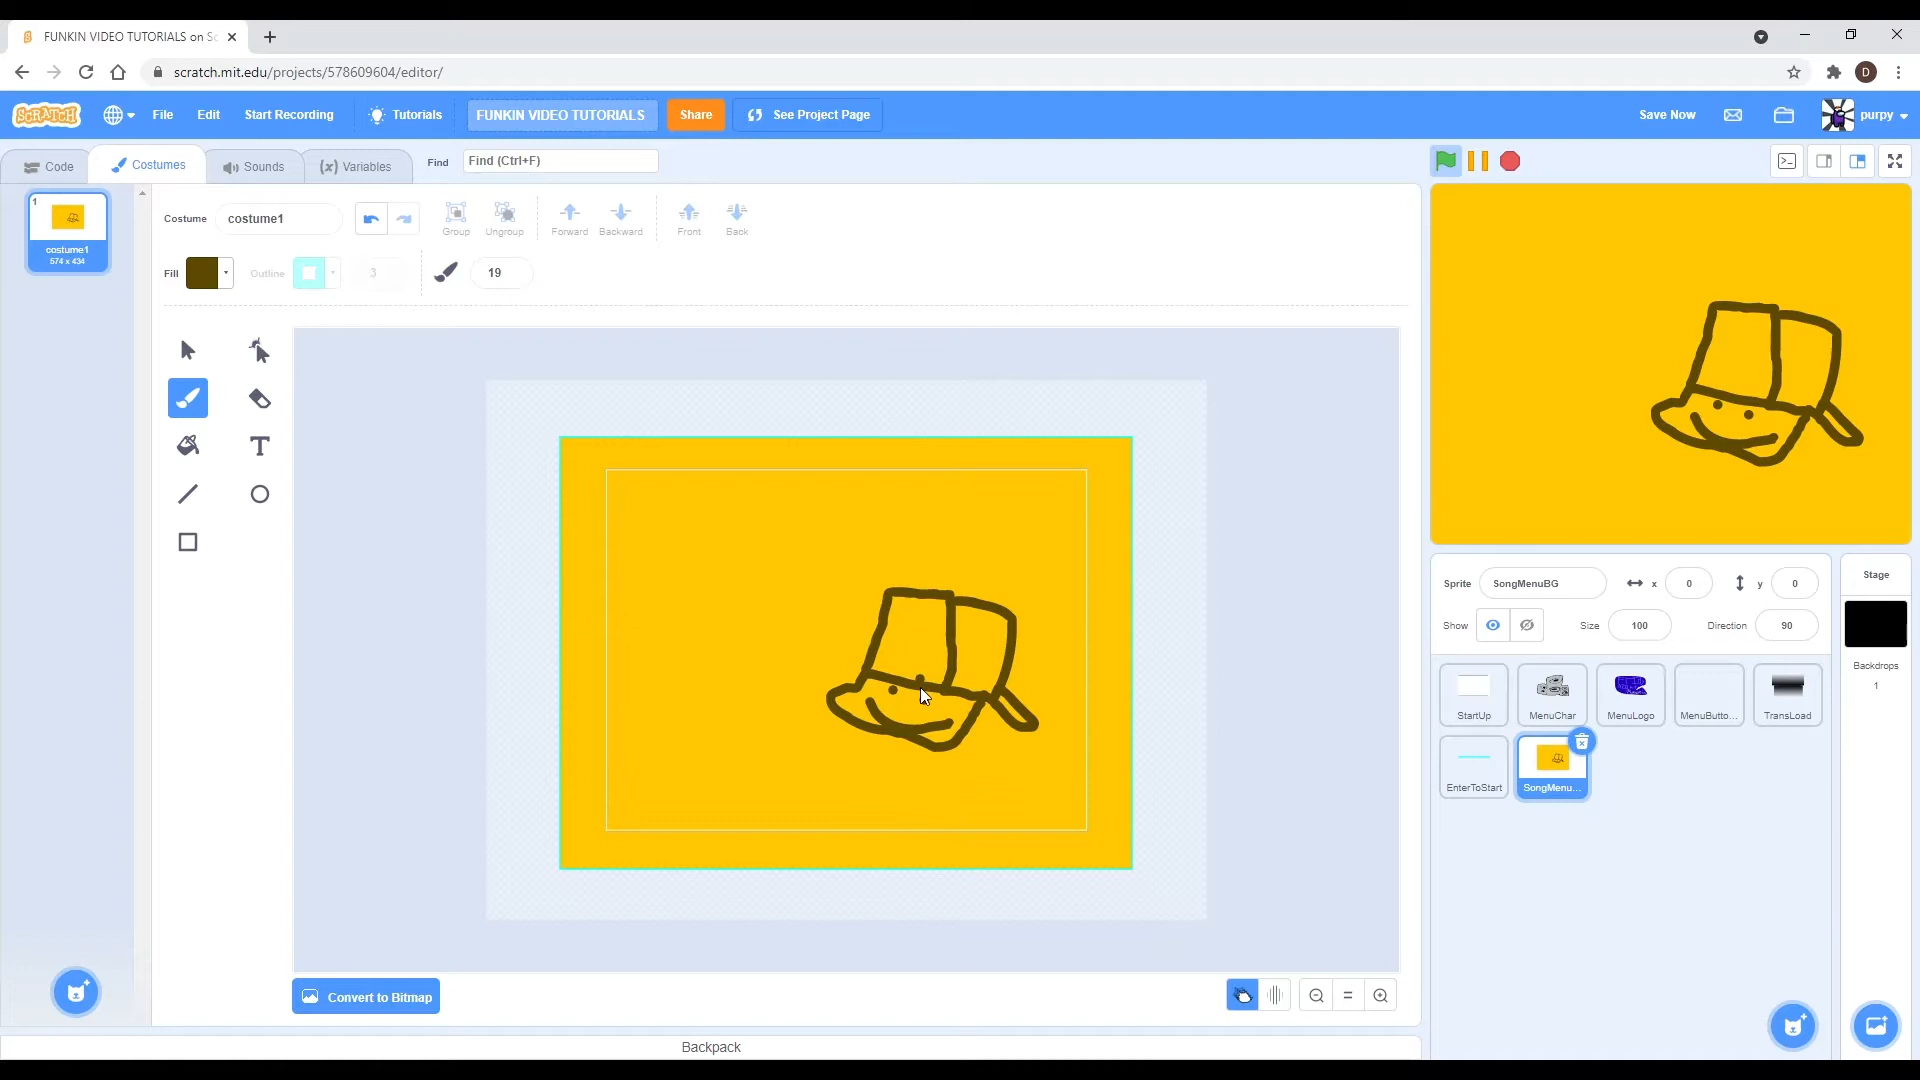 FUNKIN VIDEO TUTORIALS on Sc
scratch.mit.edu/projects/578609604/editor/
D
SCRATCH
File
Edit
Start Recording
Tutorials
FUNKIN VIDEO TUTORIALS
Share
See Project Page
Save Now
purpy
Code
Costumes
Sounds
(x) Variables
Find
Find (Ctrl+F)
1
costume1
574 x 434
Costume
costume1
Group
Ungroup
Forward
Backward
Front
Back
Fill
Outline
3
19
Convert to Bitmap
Backpack
Sprite
SongMenuBG
x
0
y
0
Show
Size
100
Direction
90
StartUp
MenuChar
MenuLogo
MenuButto...
TransLoad
EnterToStart
SongMenu...
Stage
Backdrops
1